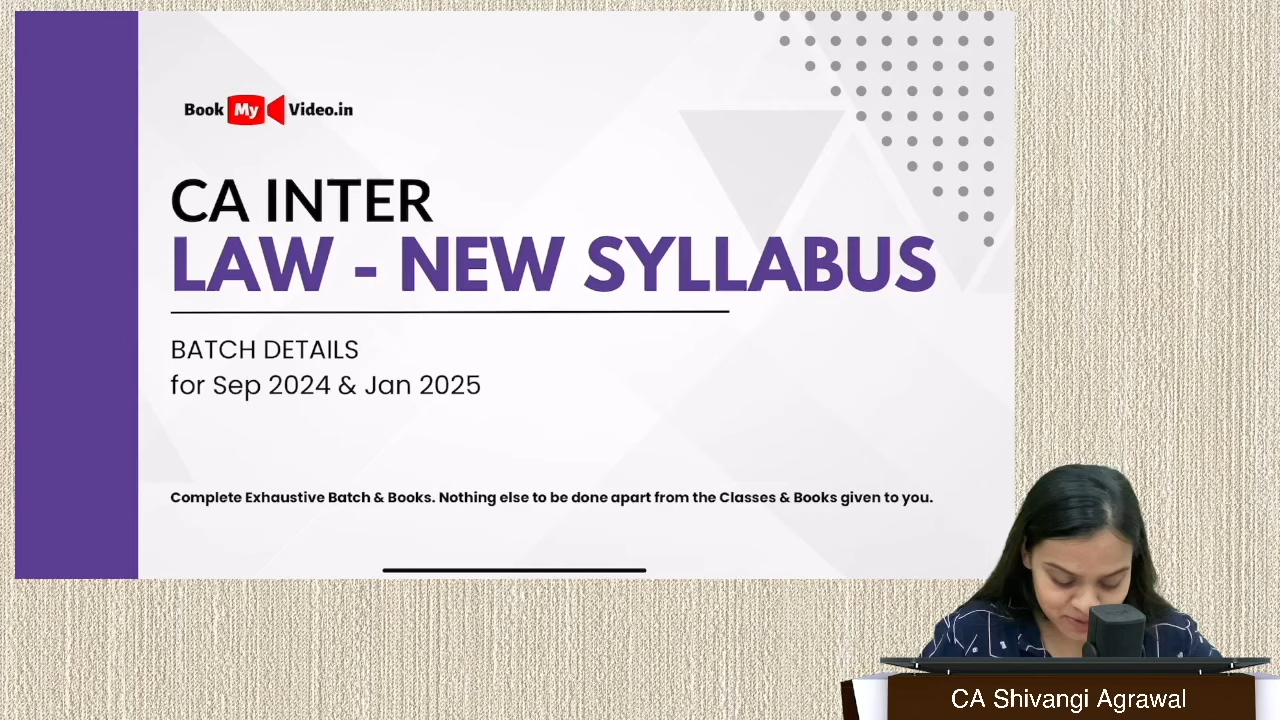 Book My Video.in
CA INTER
LAW - NEW SYLLABUS
BATCH DETAILS
for Sep 2024 & Jan 2025
Complete Exhaustive Batch & Books. Nothing else to be done apart from the Classes & Books given to you.
CA Shivangi Agrawal